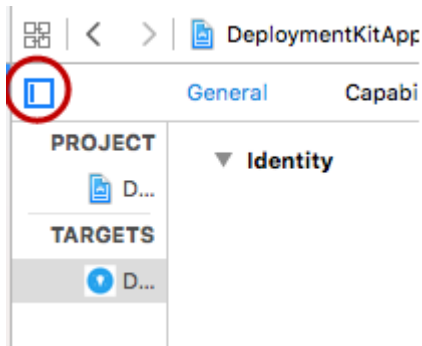 DeploymentKitApp
General Capabi
PROJECT
Identity
D...
TARGETS
D...